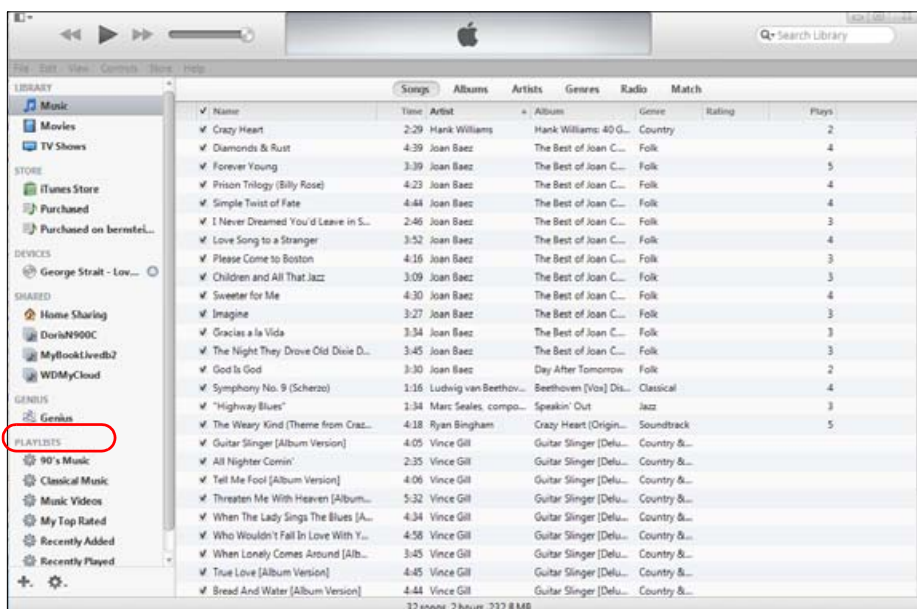 Search Library
File Edit View Controls Store Help
LIBRARY
Music
Movies
TV Shows
STORE
iTunes Store
Purchased
Purchased on bernstei...
DEVICES
George Strait - Lov...
SHARED
Home Sharing
DorisN900C
MyBookLivedb2
WDMyCloud
GENIUS
Genius
PLAYLISTS
90's Music
Classical Music
Music Videos
My Top Rated
Recently Added
Recently Played
Songs Albums Artists Genres Radio Match
Name Time Artist Album Genre Rating Plays
Crazy Heart 2:29 Hank Williams Hank Williams: 40 G... Country 2
Diamonds & Rust 4:39 Joan Baez The Best of Joan C... Folk 4
Forever Young 3:39 Joan Baez The Best of Joan C... Folk 5
Prison Trilogy (Billy Rose) 4:23 Joan Baez The Best of Joan C... Folk 4
Simple Twist of Fate 4:44 Joan Baez The Best of Joan C... Folk 4
I Never Dreamed You'd Leave in S... 2:46 Joan Baez The Best of Joan C... Folk 3
Love Song to a Stranger 3:52 Joan Baez The Best of Joan C... Folk 4
Please Come to Boston 4:16 Joan Baez The Best of Joan C... Folk 3
Children and All That Jazz 3:09 Joan Baez The Best of Joan C... Folk 3
Sweeter for Me 4:30 Joan Baez The Best of Joan C... Folk 4
Imagine 3:27 Joan Baez The Best of Joan C... Folk 3
Gracias a la Vida 3:34 Joan Baez The Best of Joan C... Folk 3
The Night They Drove Old Dixie D... 3:45 Joan Baez The Best of Joan C... Folk 3
God Is God 3:30 Joan Baez Day After Tomorrow Folk 2
Symphony No. 9 (Scherzo) 1:16 Ludwig van Beethov... Beethoven [Vox] Dis... Classical 4
"Highway Blues" 1:34 Marc Seales, compo... Speakin' Out Jazz 3
The Weary Kind (Theme from Craz... 4:18 Ryan Bingham Crazy Heart (Origin... Soundtrack 5
Guitar Slinger [Album Version] 4:05 Vince Gill Guitar Slinger [Delu... Country &...
All Nighter Comin' 2:35 Vince Gill Guitar Slinger [Delu... Country &...
Tell Me Fool [Album Version] 4:06 Vince Gill Guitar Slinger [Delu... Country &...
Threaten Me With Heaven [Album... 5:32 Vince Gill Guitar Slinger [Delu... Country &...
When The Lady Sings The Blues [A... 4:34 Vince Gill Guitar Slinger [Delu... Country &...
Who Wouldn't Fall In Love With Y... 4:58 Vince Gill Guitar Slinger [Delu... Country &...
When Lonely Comes Around [Alb... 3:45 Vince Gill Guitar Slinger [Delu... Country &...
True Love [Album Version] 4:45 Vince Gill Guitar Slinger [Delu... Country &...
Bread And Water [Album Version] 4:44 Vince Gill Guitar Slinger [Delu... Country &...
32 songs, 2 hours, 232.8 MB